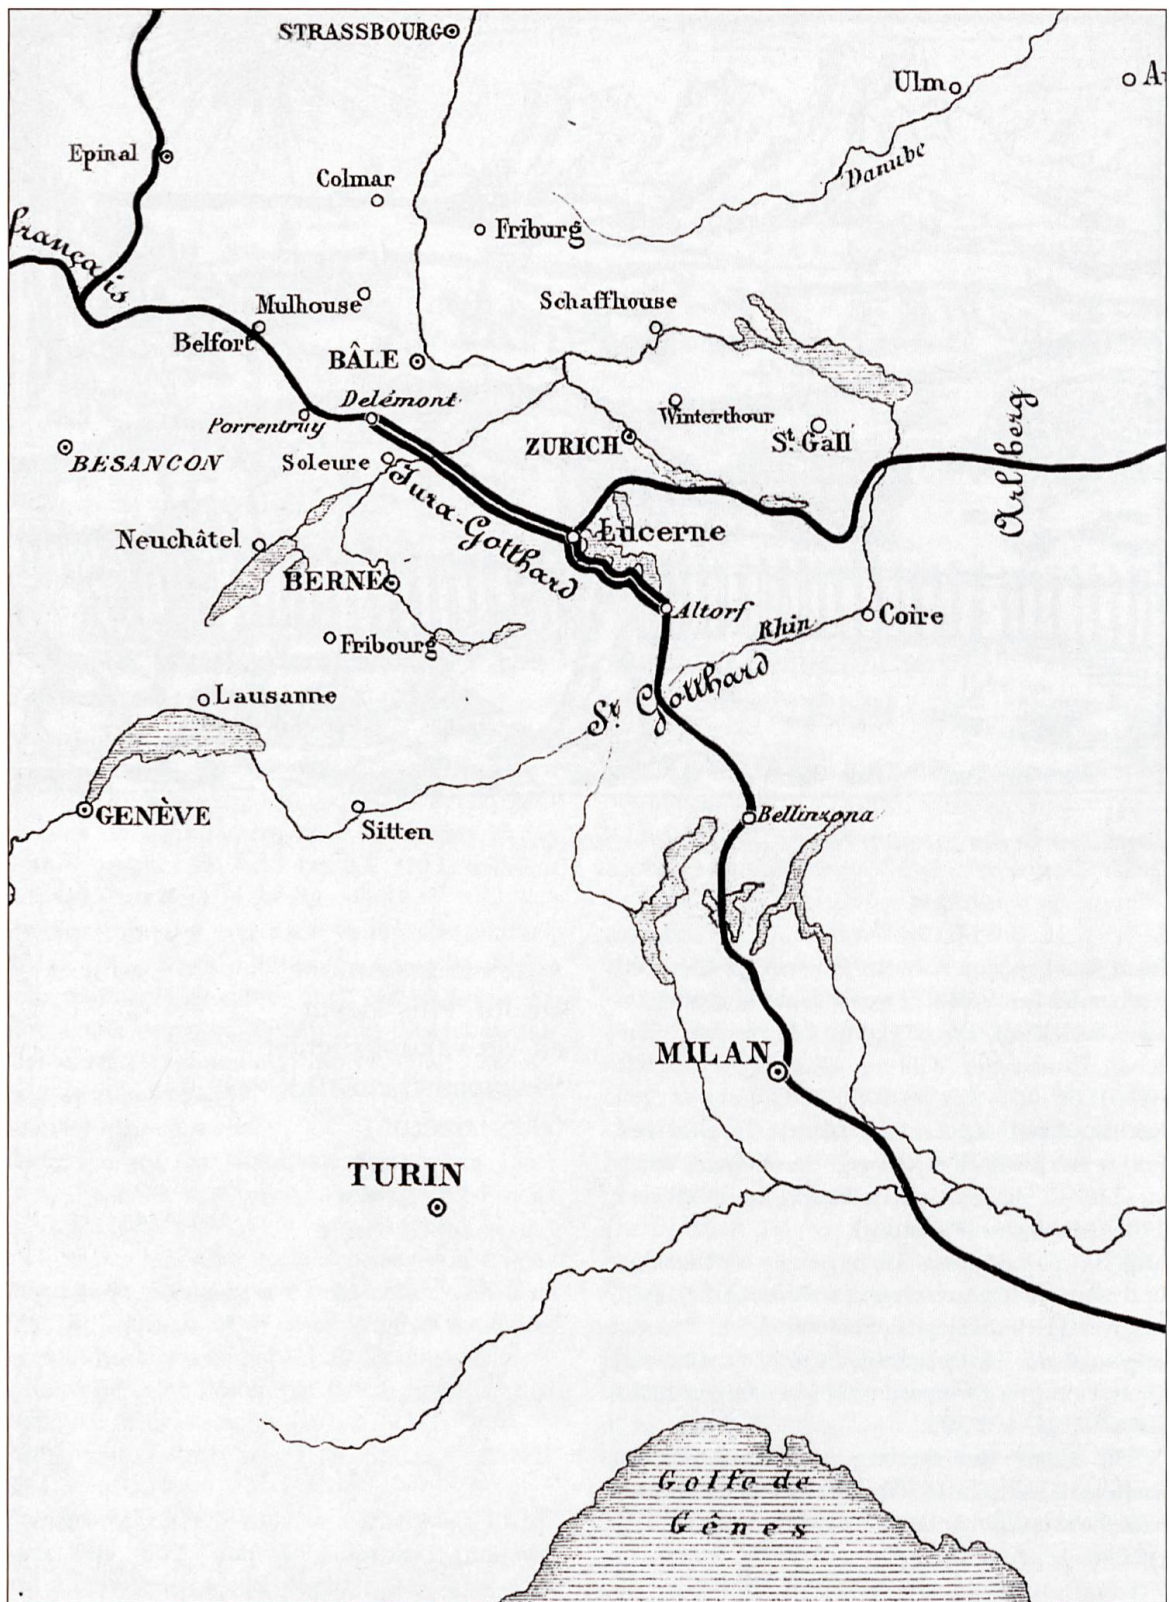 STRASSBOURG
Ulm
A
Epinal
Danube
Colmar
Friburg
français
Mulhouse
Schaffhouse
Belfort
BÂLE
Delémont
Winterthour
Porrentruy
ZURICH
St. Gall
Arlberg
BESANCON
Soleure
Jura-Gotthard
Lucerne
Neuchâtel
BERNE
Altorf
Rhin
Coire
Fribourg
St. Gotthard
Lausanne
GENÈVE
Sitten
Bellinzona
MILAN
TURIN
Golfe de
Gênes